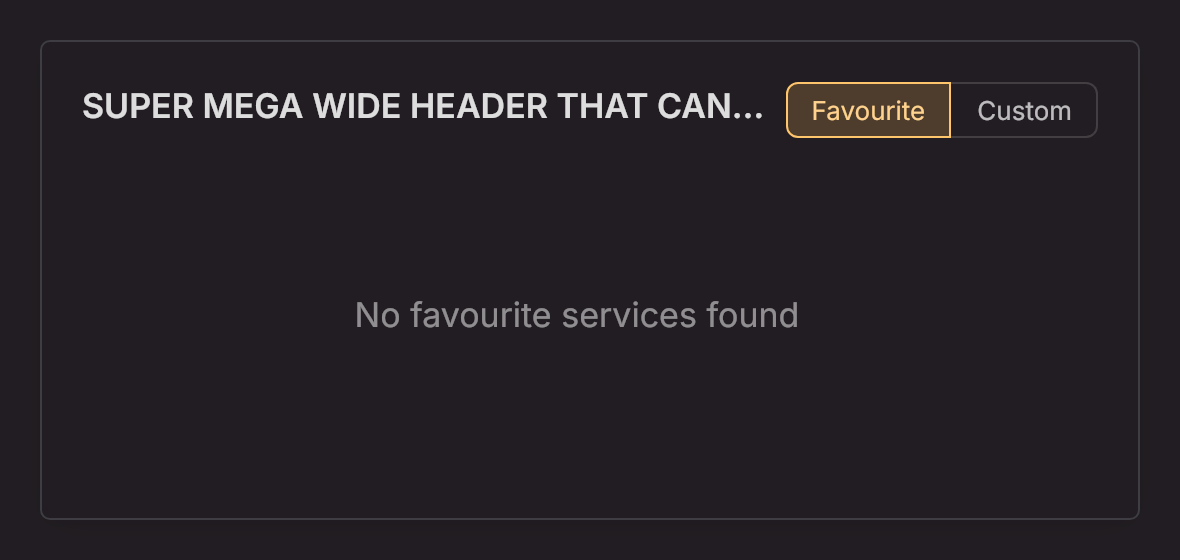 SUPER MEGA WIDE HEADER THAT CAN...
Favourite
Custom
No favourite services found